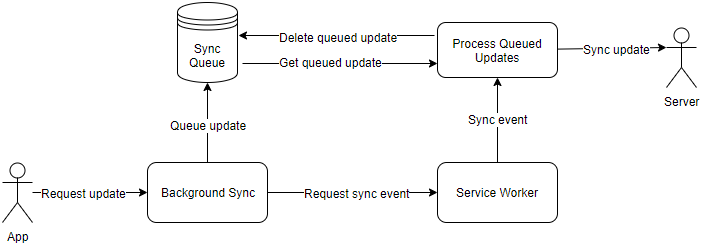 Delete queued update
Process Queued
Updates
Sync
Queue
Sync update
Get queued update
Server
Queue update
Sync event
Request update
Background Sync
Request sync event
Service Worker
App